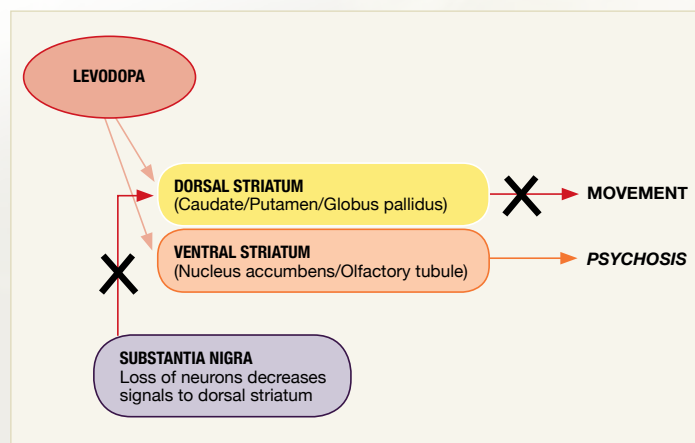 LEVODOPA
DORSAL STRIATUM
(Caudate/Putamen/Globus pallidus)
MOVEMENT
VENTRAL STRIATUM
(Nucleus accumbens/Olfactory tubule)
PSYCHOSIS
SUBSTANTIA NIGRA
Loss of neurons decreases
signals to dorsal striatum